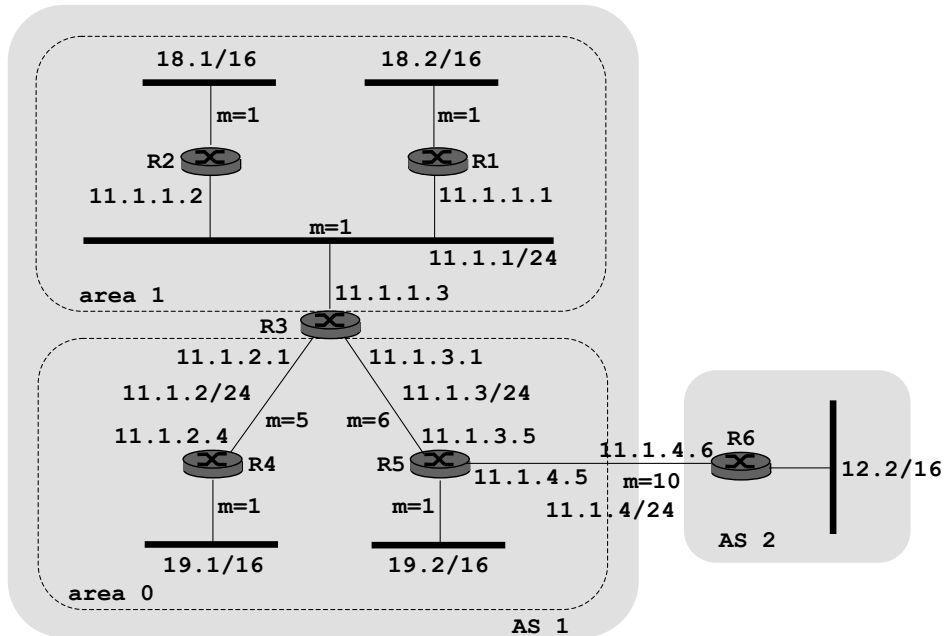 18.1/16
18.2/16
m=1
m=1
R2
R1
11.1.1.2
11.1.1.1
m=1
11.1.1/24
area 1
11.1.1.3
R3
11.1.2.1
11.1.3.1
11.1.2/24
11.1.3/24
m=5
m=6
11.1.2.4
11.1.3.5
R4
R5
11.1.4.5
11.1.4.6
R6
m=10
12.2/16
m=1
m=1
11.1.4/24
AS 2
19.1/16
19.2/16
area 0
AS 1